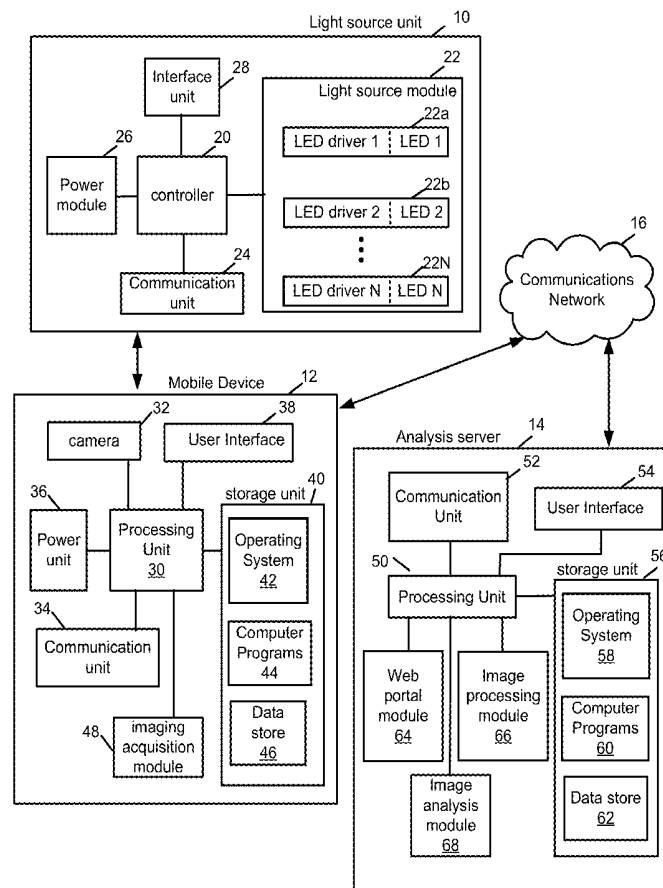 Light source unit
10
Interface unit
28
22
Light source module
26
20
22a
LED driver 1
LED 1
Power module
controller
22b
LED driver 2
LED 2
24
22N
Communication unit
LED driver N
LED N
16
Communications Network
Mobile Device
12
32
38
camera
User Interface
Analysis server
14
36
storage unit
40
52
54
Power unit
Processing Unit
30
Operating System
42
Communication Unit
User Interface
50
storage unit
56
34
Processing Unit
Communication unit
Computer Programs
44
Operating System
58
Web portal module
64
Image processing module
66
48
imaging acquisition module
Data store
46
Computer Programs
60
Image analysis module
68
Data store
62